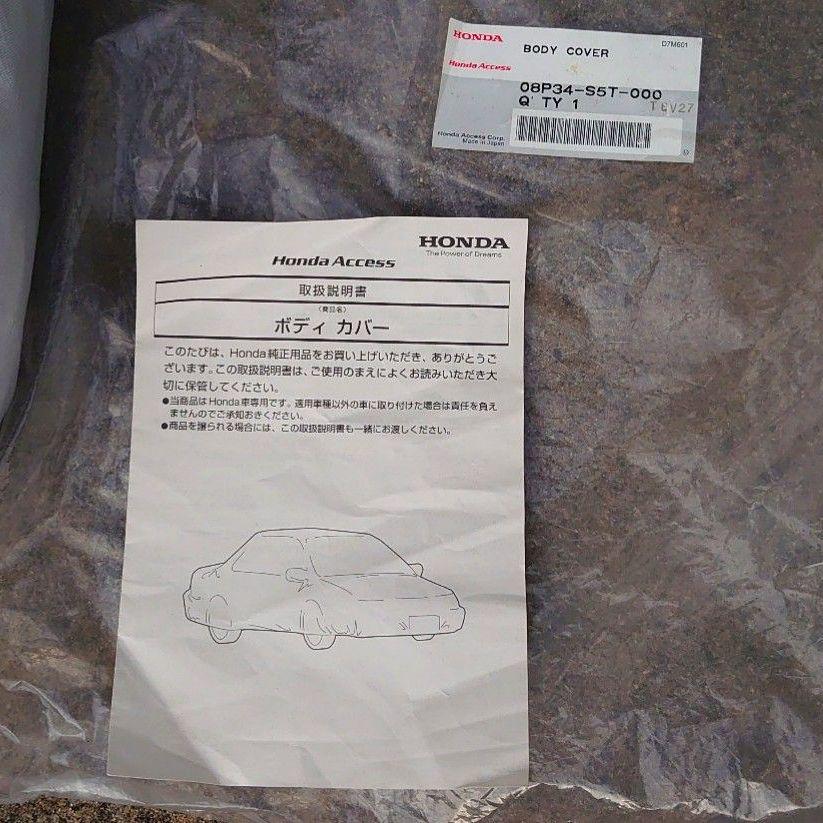 HONDA
BODY COVER
D7M601
Honda Access
08P34-S5T-000
Q'TY 1
Honda Access Corp.
Made in Japan
HONDA
The Power of Dreams
Honda Access
取扱説明書
(商品名)
ボディ カバー
このたびは、Honda純正用品をお買い上げいただき、ありがとうご
ざいます。この取扱説明書は、ご使用のまえによくお読みいただき大
切に保管してください。
●当商品はHonda車専用です。適用車種以外の車に取り付けた場合は責任を負え
ませんのでご承知おきください。
●商品を譲られる場合には、この取扱説明書も一緒にお渡しください。